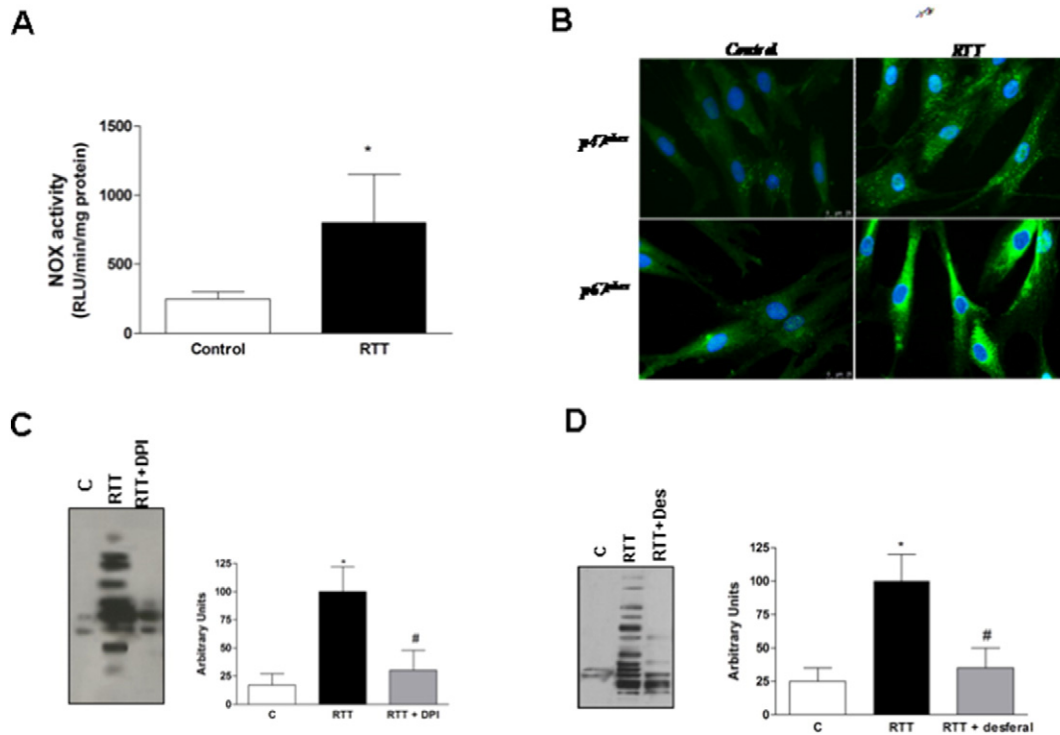 A
NOX activity
(RLU/min/mg protein)
1500
1000
500
0
*
Control
RTT
B
Control
RTT
p47phox
p67phox
C
C
RTT
RTT+DPI
Arbitrary Units
125
100
75
50
25
0
*
#
C
RTT
RTT + DPI
D
C
RTT
RTT+Des
Arbitrary Units
125
100
75
50
25
0
*
#
C
RTT
RTT + desferal